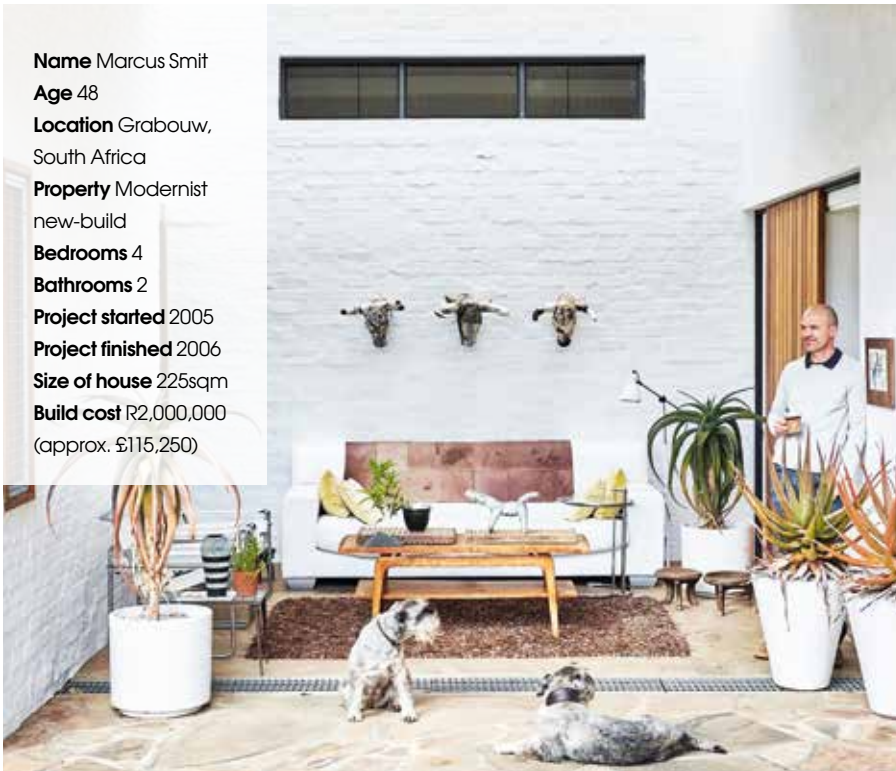 Name Marcus Smit
Age 48
Location Grabouw,
South Africa
Property Modernist
new-build
Bedrooms 4
Bathrooms 2
Project started 2005
Project finished 2006
Size of house 225sqm
Build cost R2,000,000
(approx. £115,250)